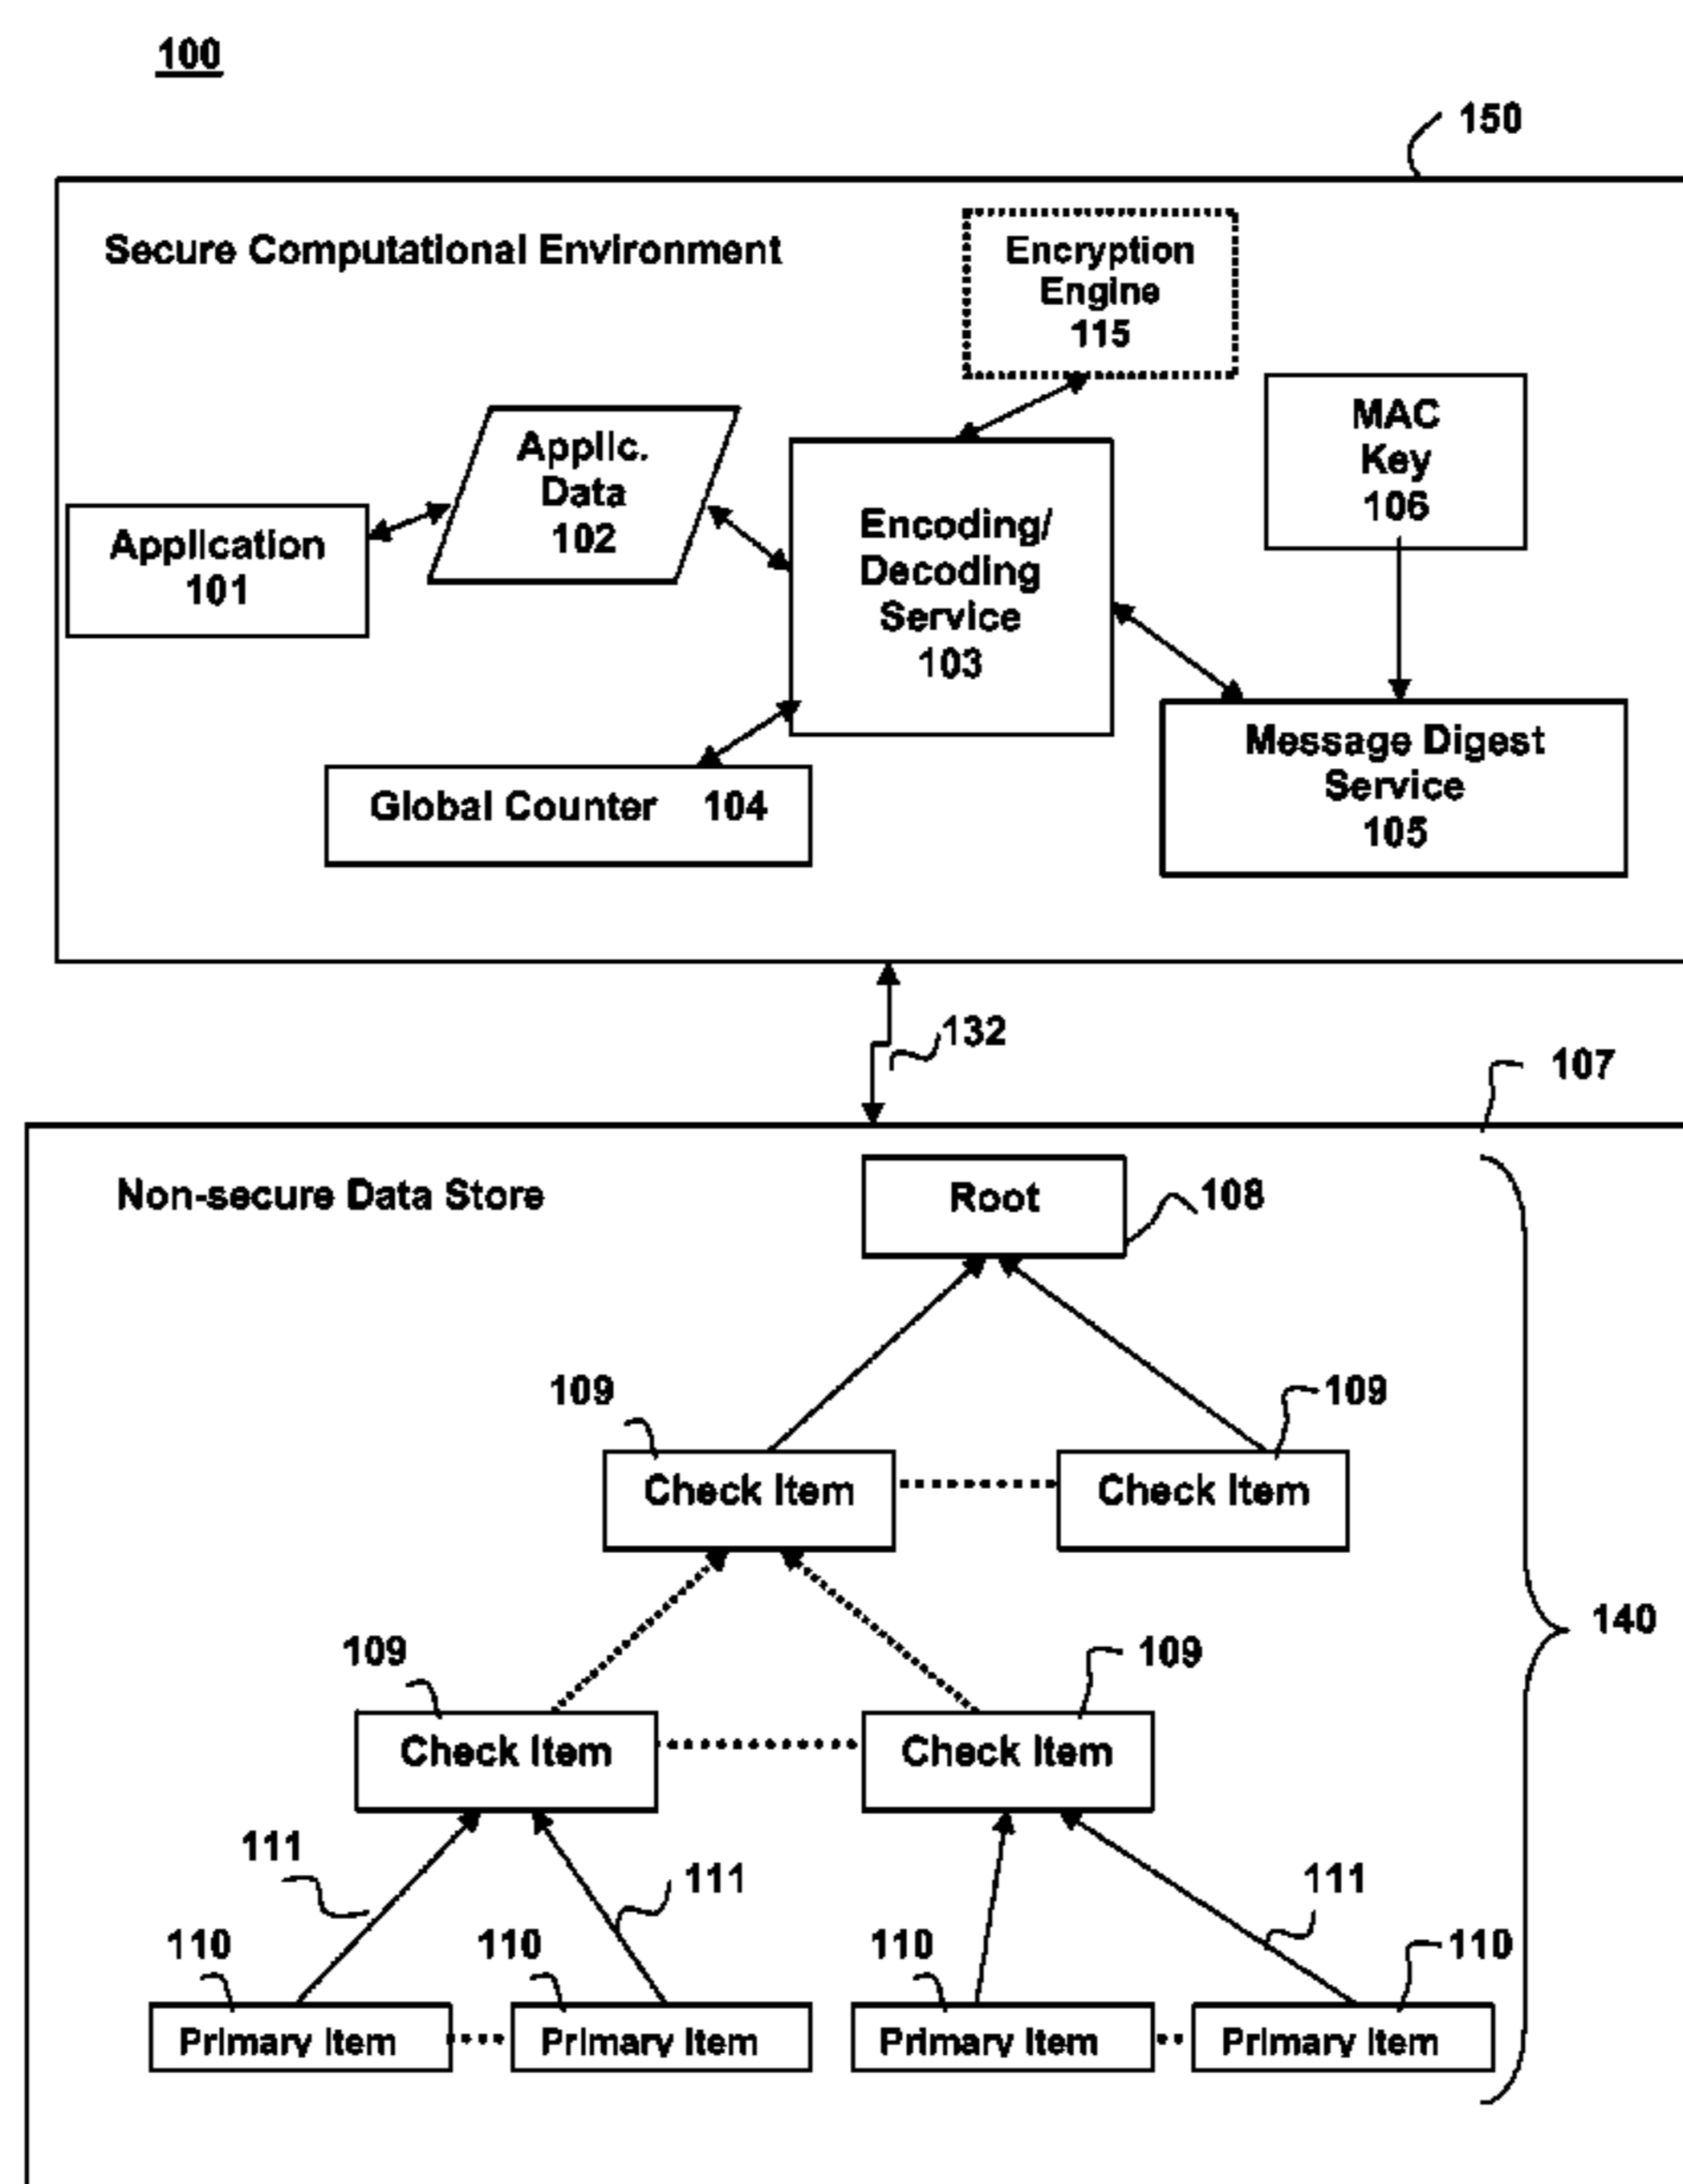 100
150
Secure Computational Environment
Encryption
Engine
115
MAC
Key
106
Applic.
Data
102
Application
101
Encoding/
Decoding
Service
103
Message Digest
Service
105
Global Counter 104
132
107
Non-secure Data Store
Root
108
109
109
Check Item
Check Item
140
109
109
Check Item
Check Item
111
111
111
110
110
110
110
Primary Item
Primary Item
Primary Item
Primary Item